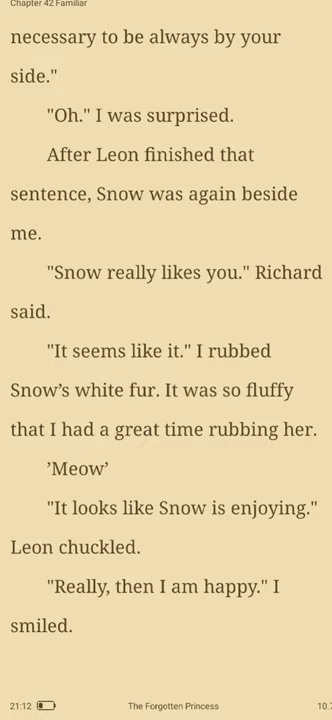 Chapter 42 Familiar
necessary to be always by your
side."
"Oh." I was surprised.
After Leon finished that
sentence, Snow was again beside
me.
"Snow really likes you." Richard
said.
"It seems like it." I rubbed
Snow’s white fur. It was so fluffy
that I had a great time rubbing her.
’Meow’
"It looks like Snow is enjoying."
Leon chuckled.
"Really, then I am happy." I
smiled.
21:12 The Forgotten Princess